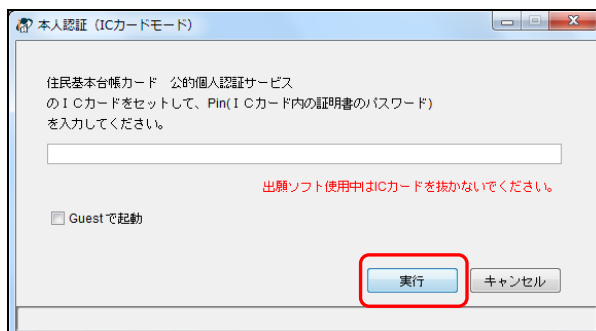 本人認証（ICカードモード）
住民基本台帳カード　公的個人認証サービス
のＩＣカードをセットして、Pin(ＩＣカード内の証明書のパスワード)
を入力してください。
出願ソフト使用中はICカードを抜かないでください。
Guestで起動
実行
キャンセル